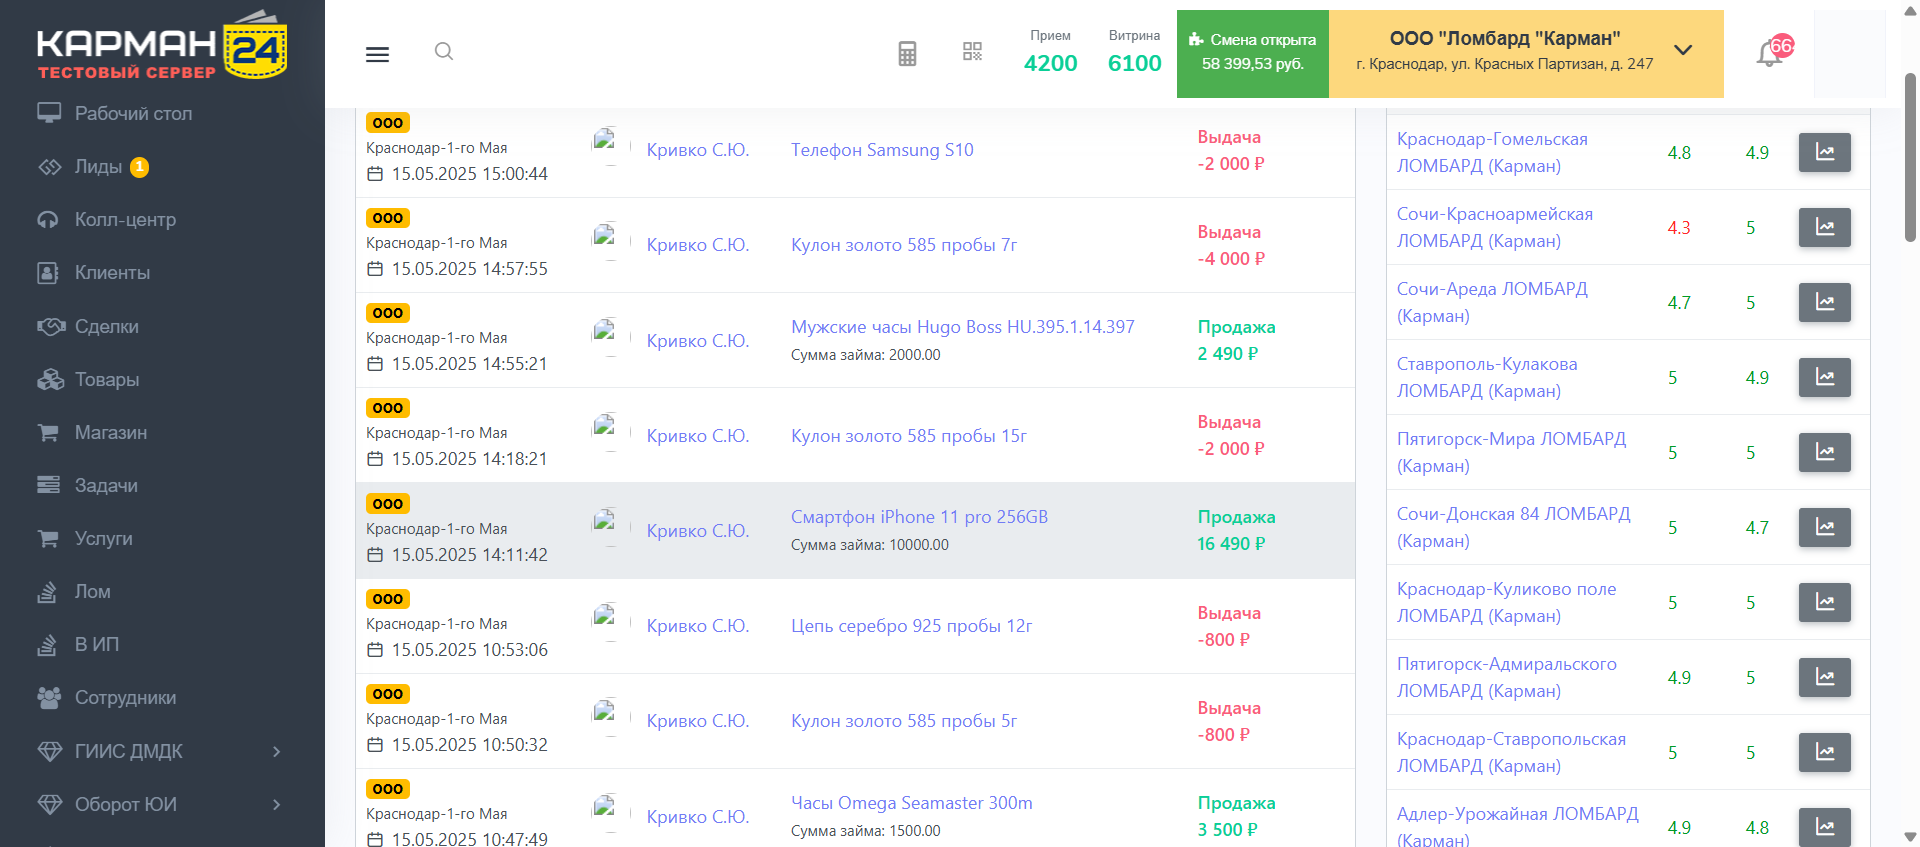 КАРМАН 24
ТЕСТОВЫЙ СЕРВЕР
Рабочий стол
Лиды 1
Колл-центр
Клиенты
Сделки
Товары
Магазин
Задачи
Услуги
Лом
В ИП
Сотрудники
ГИИС ДМДК
Оборот ЮИ
Прием
4200
Витрина
6100
Смена открыта
58 399,53 руб.
ООО "Ломбард "Карман"
г. Краснодар, ул. Красных Партизан, д. 247
66
ООО
Краснодар-1-го Мая
15.05.2025 15:00:44
Кривко С.Ю.
Телефон Samsung S10
Выдача
-2 000 ₽
ООО
Краснодар-1-го Мая
15.05.2025 14:57:55
Кривко С.Ю.
Кулон золото 585 пробы 7г
Выдача
-4 000 ₽
ООО
Краснодар-1-го Мая
15.05.2025 14:55:21
Кривко С.Ю.
Мужские часы Hugo Boss HU.395.1.14.397
Сумма займа: 2000.00
Продажа
2 490 ₽
ООО
Краснодар-1-го Мая
15.05.2025 14:18:21
Кривко С.Ю.
Кулон золото 585 пробы 15г
Выдача
-2 000 ₽
ООО
Краснодар-1-го Мая
15.05.2025 14:11:42
Кривко С.Ю.
Смартфон iPhone 11 pro 256GB
Сумма займа: 10000.00
Продажа
16 490 ₽
ООО
Краснодар-1-го Мая
15.05.2025 10:53:06
Кривко С.Ю.
Цепь серебро 925 пробы 12г
Выдача
-800 ₽
ООО
Краснодар-1-го Мая
15.05.2025 10:50:32
Кривко С.Ю.
Кулон золото 585 пробы 5г
Выдача
-800 ₽
ООО
Краснодар-1-го Мая
15.05.2025 10:47:49
Кривко С.Ю.
Часы Omega Seamaster 300m
Сумма займа: 1500.00
Продажа
3 500 ₽
Краснодар-Гомельская
ЛОМБАРД (Карман)
4.8 4.9
Сочи-Красноармейская
ЛОМБАРД (Карман)
4.3 5
Сочи-Ареда ЛОМБАРД
(Карман)
4.7 5
Ставрополь-Кулакова
ЛОМБАРД (Карман)
5 4.9
Пятигорск-Мира ЛОМБАРД
(Карман)
5 5
Сочи-Донская 84 ЛОМБАРД
(Карман)
5 4.7
Краснодар-Куликово поле
ЛОМБАРД (Карман)
5 5
Пятигорск-Адмиральского
ЛОМБАРД (Карман)
4.9 5
Краснодар-Ставропольская
ЛОМБАРД (Карман)
5 5
Адлер-Урожайная ЛОМБАРД
(Карман)
4.9 4.8